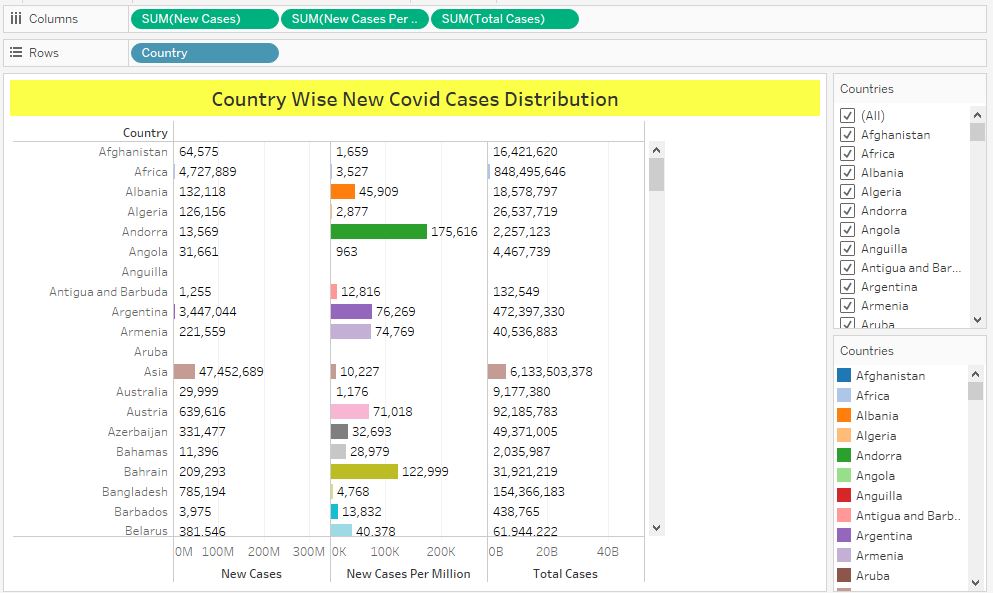 Columns SUM(New Cases) SUM(New Cases Per .. SUM(Total Cases)
Rows Country
Country Wise New Covid Cases Distribution
Country
Afghanistan 64,575 1,659 16,421,620
Africa 4,727,889 3,527 848,495,646
Albania 132,118 45,909 18,578,797
Algeria 126,156 2,877 26,537,719
Andorra 13,569 175,616 2,257,123
Angola 31,661 963 4,467,739
Anguilla
Antigua and Barbuda 1,255 12,816 132,549
Argentina 3,447,044 76,269 472,397,330
Armenia 221,559 74,769 40,536,883
Aruba
Asia 47,452,689 10,227 6,133,503,378
Australia 29,999 1,176 9,177,380
Austria 639,616 71,018 92,185,783
Azerbaijan 331,477 32,693 49,371,005
Bahamas 11,396 28,979 2,035,987
Bahrain 209,293 122,999 31,921,219
Bangladesh 785,194 4,768 154,366,183
Barbados 3,975 13,832 438,765
Belarus 381,546 40,378 61,944,222
0M 100M 200M 300M 0K 100K 200K 0B 20B 40B
New Cases New Cases Per Million Total Cases
Countries
(All)
Afghanistan
Africa
Albania
Algeria
Andorra
Angola
Anguilla
Antigua and Bar...
Argentina
Armenia
Aruba
Countries
Afghanistan
Africa
Albania
Algeria
Andorra
Angola
Anguilla
Antigua and Barb..
Argentina
Armenia
Aruba